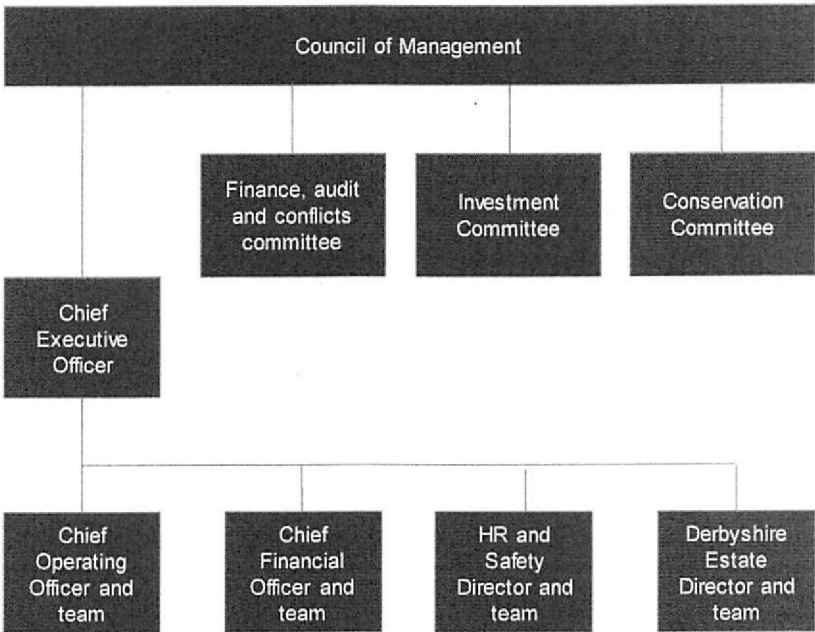 Council of Management
Finance, audit
and conflicts
committee
Investment
Committee
Conservation
Committee
Chief
Executive
Officer
Chief
Operating
Officer and
team
Chief
Financial
Officer and
team
HR and
Safety
Director and
team
Derbyshire
Estate
Director and
team